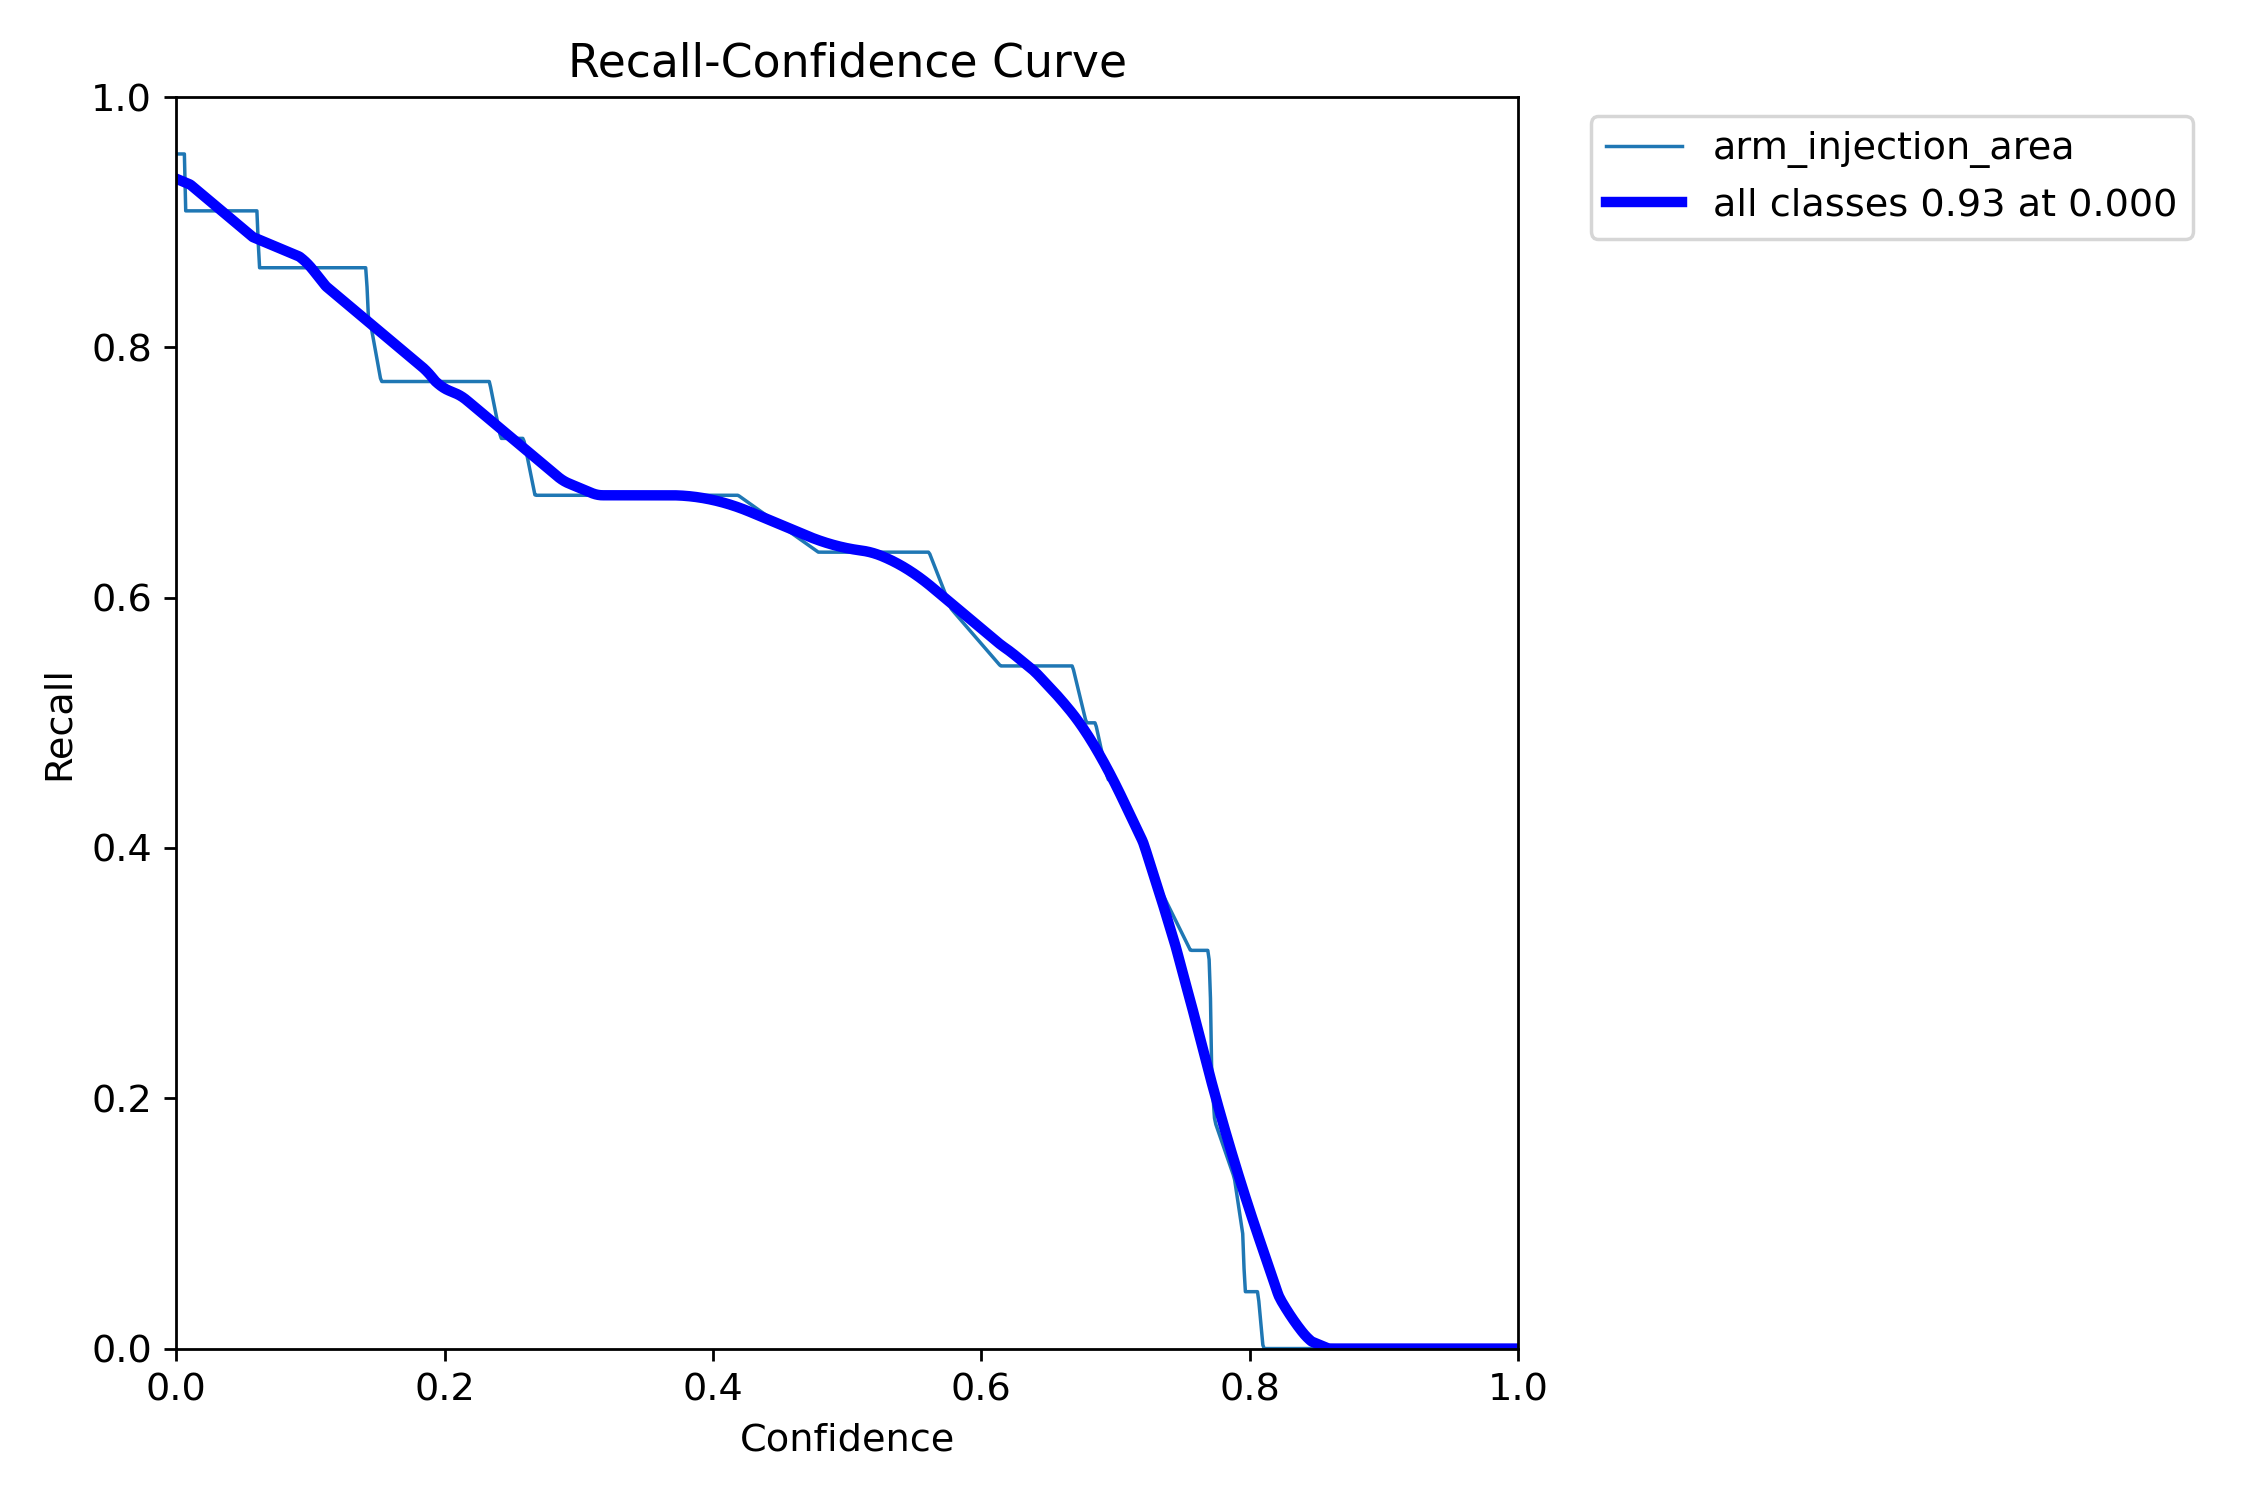 Recall-Confidence Curve
1.0
0.8
0.6
0.4
0.2
0.0
Recall
0.0 0.2 0.4 0.6 0.8 1.0
Confidence
arm_injection_area
all classes 0.93 at 0.000